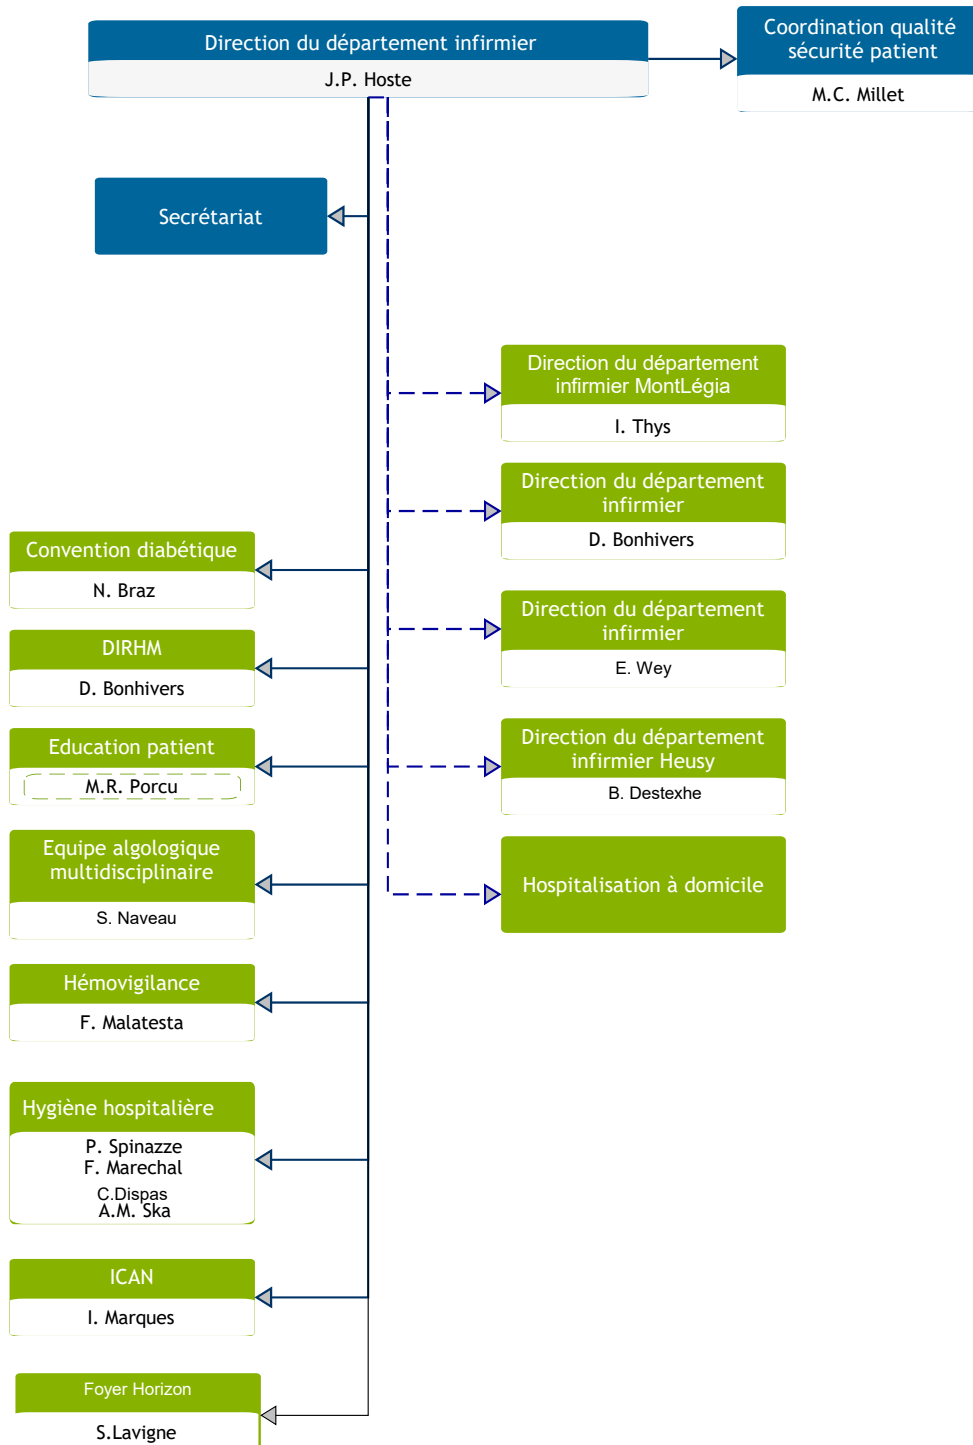 Direction du département infirmier
J.P. Hoste
Coordination qualité
sécurité patient
M.C. Millet
Secrétariat
Direction du département
infirmier MontLégia
I. Thys
Direction du département
infirmier
D. Bonhivers
Direction du département
infirmier
E. Wey
Direction du département
infirmier Heusy
B. Destexhe
Hospitalisation à domicile
Convention diabétique
N. Braz
DIRHM
D. Bonhivers
Education patient
M.R. Porcu
Equipe algologique
multidisciplinaire
S. Naveau
Hémovigilance
F. Malatesta
Hygiène hospitalière
P. Spinazze
F. Marechal
C.Dispas
A.M. Ska
ICAN
I. Marques
Foyer Horizon
S.Lavigne